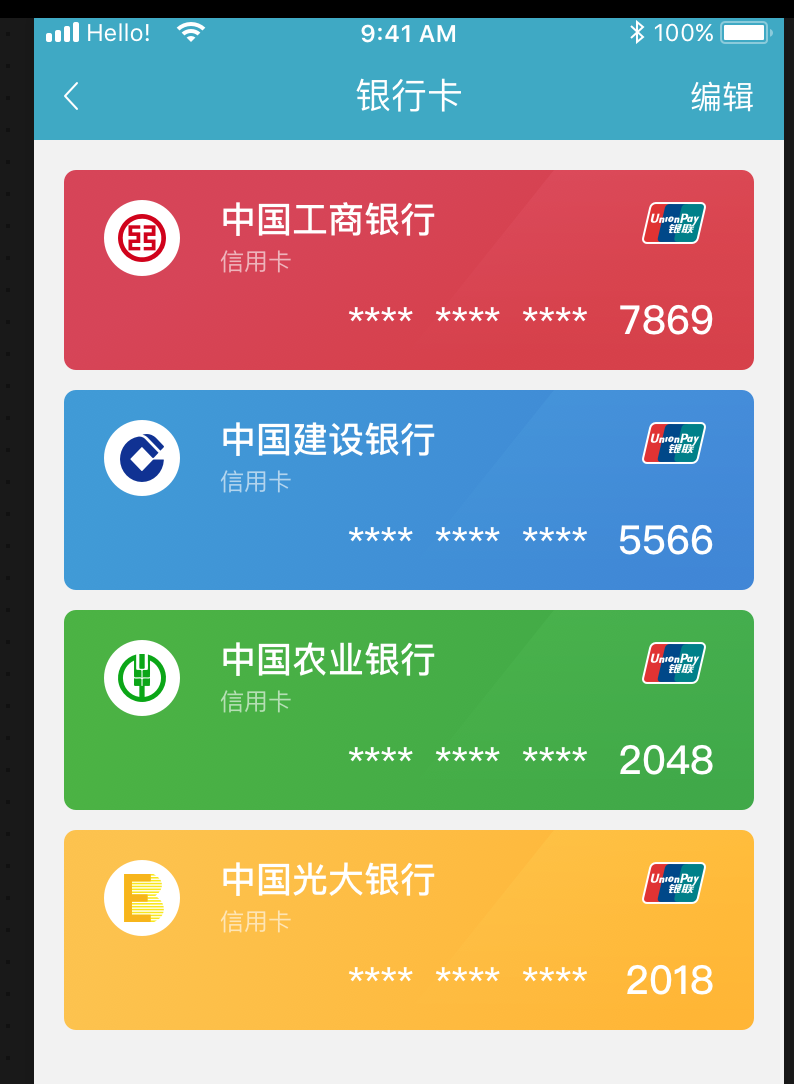 Hello! 9:41 AM 100%
银行卡 编辑
中国工商银行 UnionPay 银联
信用卡
**** **** **** 7869
中国建设银行 UnionPay 银联
信用卡
**** **** **** 5566
中国农业银行 UnionPay 银联
信用卡
**** **** **** 2048
中国光大银行 UnionPay 银联
信用卡
**** **** **** 2018